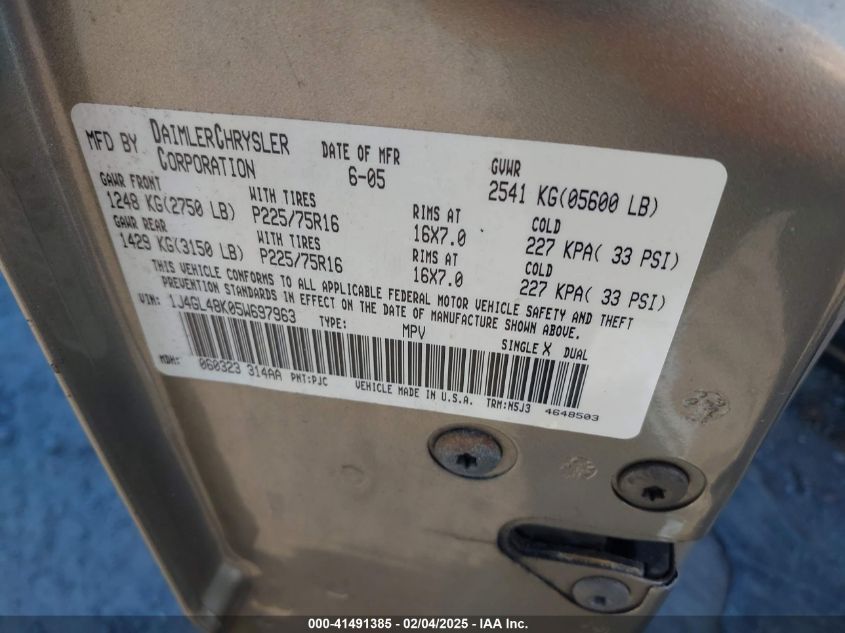 MFD BY DAIMLERCHRYSLER CORPORATION DATE OF MFR 6-05 GVWR 2541 KG(05600 LB)
GAWR FRONT WITH TIRES RIMS AT COLD
1248 KG(2750 LB) P225/75R16 16X7.0 227 KPA( 33 PSI)
GAWR REAR WITH TIRES RIMS AT COLD
1429 KG(3150 LB) P225/75R16 16X7.0 227 KPA( 33 PSI)
THIS VEHICLE CONFORMS TO ALL APPLICABLE FEDERAL MOTOR VEHICLE SAFETY AND THEFT
PREVENTION STANDARDS IN EFFECT ON THE DATE OF MANUFACTURE SHOWN ABOVE.
VIN: 1J4GL48K05W697963 TYPE: MPV SINGLE X DUAL
MDH: 060323 314AA PNT:PJC VEHICLE MADE IN U.S.A. TRM:N5J3 4648503
000-41491385 - 02/04/2025 - IAA Inc.